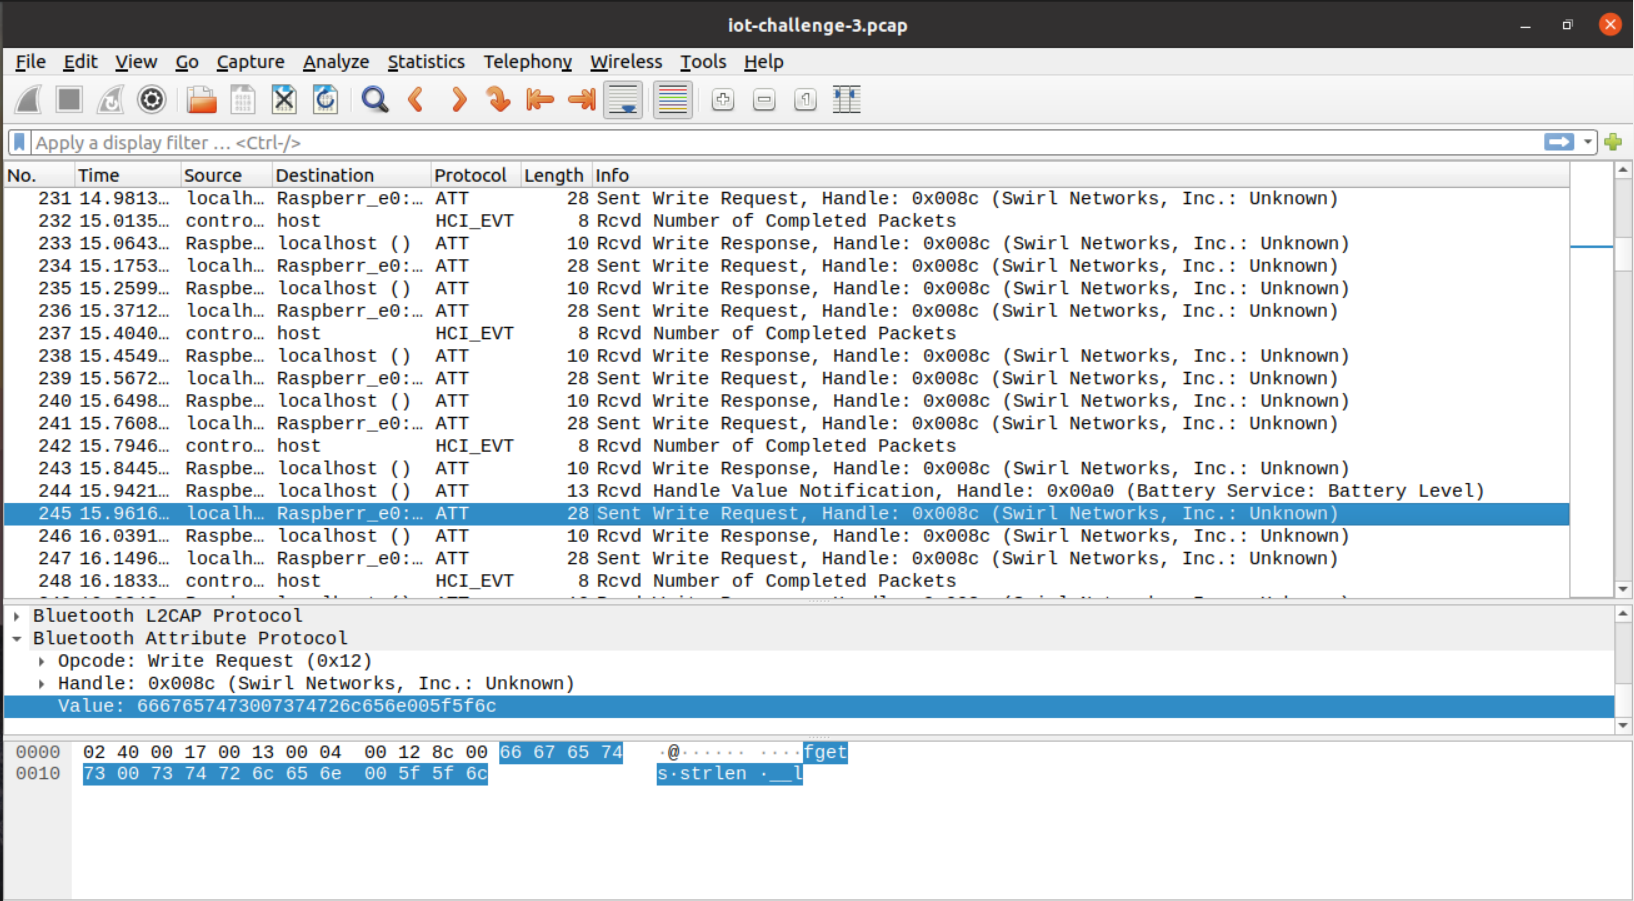 iot-challenge-3.pcap
File Edit View Go Capture Analyze Statistics Telephony Wireless Tools Help
Apply a display filter ... <Ctrl-/>
No. Time Source Destination Protocol Length Info
231 14.9813… localh… Raspberr_e0:… ATT 28 Sent Write Request, Handle: 0x008c (Swirl Networks, Inc.: Unknown)
232 15.0135… contro… host HCI_EVT 8 Rcvd Number of Completed Packets
233 15.0643… Raspbe… localhost () ATT 10 Rcvd Write Response, Handle: 0x008c (Swirl Networks, Inc.: Unknown)
234 15.1753… localh… Raspberr_e0:… ATT 28 Sent Write Request, Handle: 0x008c (Swirl Networks, Inc.: Unknown)
235 15.2599… Raspbe… localhost () ATT 10 Rcvd Write Response, Handle: 0x008c (Swirl Networks, Inc.: Unknown)
236 15.3712… localh… Raspberr_e0:… ATT 28 Sent Write Request, Handle: 0x008c (Swirl Networks, Inc.: Unknown)
237 15.4040… contro… host HCI_EVT 8 Rcvd Number of Completed Packets
238 15.4549… Raspbe… localhost () ATT 10 Rcvd Write Response, Handle: 0x008c (Swirl Networks, Inc.: Unknown)
239 15.5672… localh… Raspberr_e0:… ATT 28 Sent Write Request, Handle: 0x008c (Swirl Networks, Inc.: Unknown)
240 15.6498… Raspbe… localhost () ATT 10 Rcvd Write Response, Handle: 0x008c (Swirl Networks, Inc.: Unknown)
241 15.7608… localh… Raspberr_e0:… ATT 28 Sent Write Request, Handle: 0x008c (Swirl Networks, Inc.: Unknown)
242 15.7946… contro… host HCI_EVT 8 Rcvd Number of Completed Packets
243 15.8445… Raspbe… localhost () ATT 10 Rcvd Write Response, Handle: 0x008c (Swirl Networks, Inc.: Unknown)
244 15.9421… Raspbe… localhost () ATT 13 Rcvd Handle Value Notification, Handle: 0x00a0 (Battery Service: Battery Level)
245 15.9616… localh… Raspberr_e0:… ATT 28 Sent Write Request, Handle: 0x008c (Swirl Networks, Inc.: Unknown)
246 16.0391… Raspbe… localhost () ATT 10 Rcvd Write Response, Handle: 0x008c (Swirl Networks, Inc.: Unknown)
247 16.1496… localh… Raspberr_e0:… ATT 28 Sent Write Request, Handle: 0x008c (Swirl Networks, Inc.: Unknown)
248 16.1833… contro… host HCI_EVT 8 Rcvd Number of Completed Packets
Bluetooth L2CAP Protocol
Bluetooth Attribute Protocol
Opcode: Write Request (0x12)
Handle: 0x008c (Swirl Networks, Inc.: Unknown)
Value: 6667657473007374726c656e005f5f6c
0000 02 40 00 17 00 13 00 04 00 12 8c 00 66 67 65 74 ·@······ ····fget
0010 73 00 73 74 72 6c 65 6e 00 5f 5f 6c s·strlen ·__l